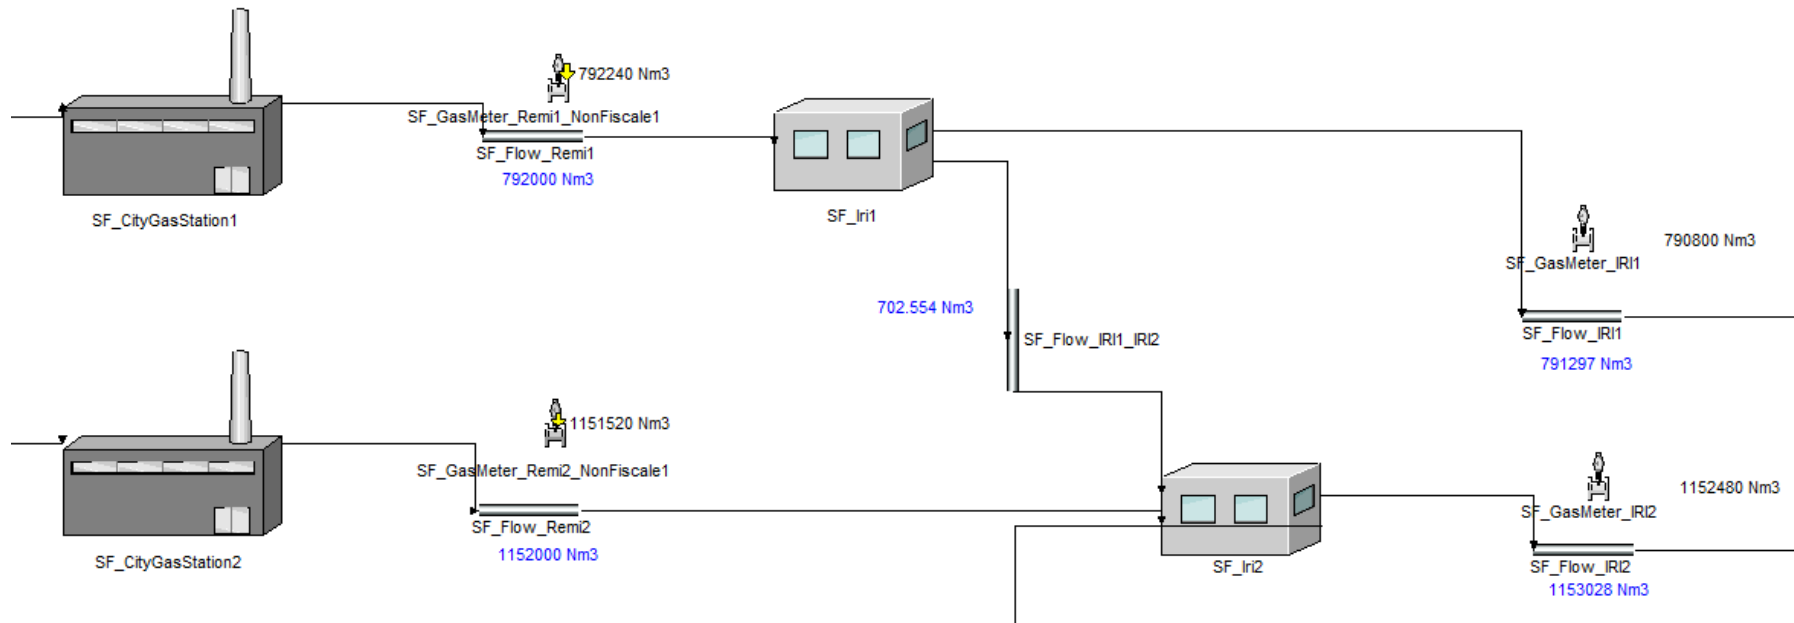 792240 Nm3
SF_GasMeter_Remi1_NonFiscale1
SF_Flow_Remi1
792000 Nm3
SF_CityGasStation1
SF_Iri1
790800 Nm3
SF_GasMeter_IRI1
702.554 Nm3
SF_Flow_IRI1_IRI2
SF_Flow_IRI1
791297 Nm3
1151520 Nm3
SF_GasMeter_Remi2_NonFiscale1
SF_Flow_Remi2
1152000 Nm3
SF_CityGasStation2
SF_Iri2
1152480 Nm3
SF_GasMeter_IRI2
SF_Flow_IRI2
1153028 Nm3